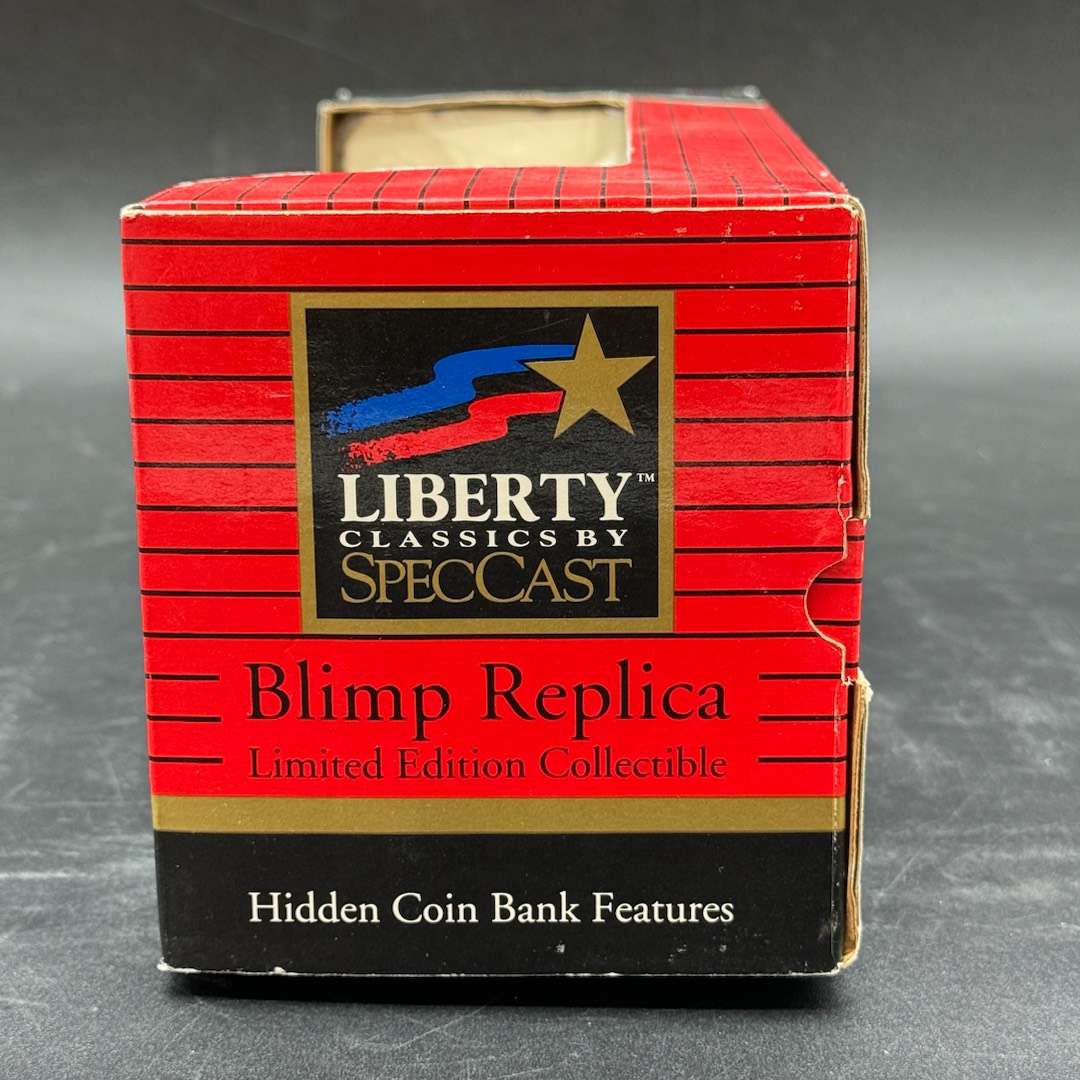 LIBERTY™
CLASSICS BY
SPECCAST
Blimp Replica
Limited Edition Collectible
Hidden Coin Bank Features